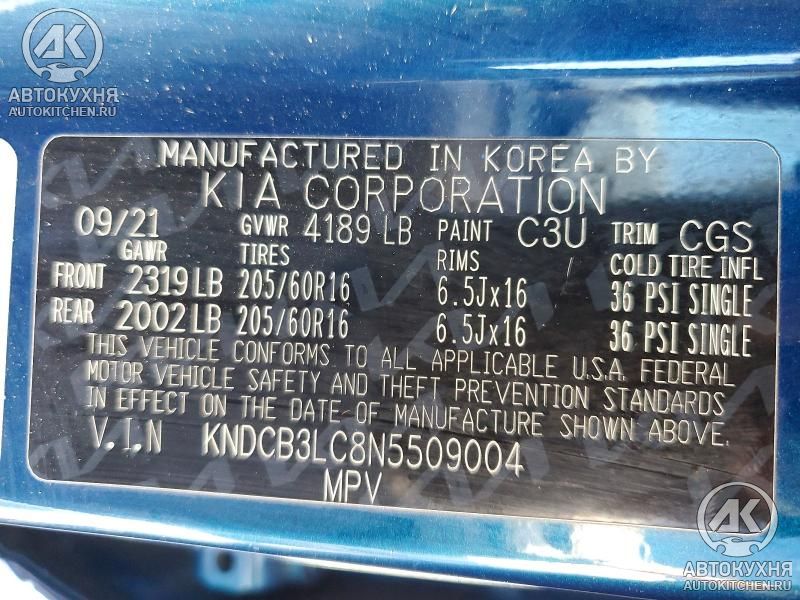 AK
АВТОКУХНЯ
AUTOKITCHEN.RU
MANUFACTURED IN KOREA BY
KIA CORPORATION
09/21 GVWR 4189 LB PAINT C3U TRIM CGS
GAWR TIRES RIMS COLD TIRE INFL
FRONT 2319 LB 205/60R16 6.5Jx16 36 PSI SINGLE
REAR 2002 LB 205/60R16 6.5Jx16 36 PSI SINGLE
THIS VEHICLE CONFORMS TO ALL APPLICABLE U.S.A. FEDERAL
MOTOR VEHICLE SAFETY AND THEFT PREVENTION STANDARDS
IN EFFECT ON THE DATE OF MANUFACTURE SHOWN ABOVE.
V.I.N KNDCB3LC8N5509004
MPV
AK
АВТОКУХНЯ
AUTOKITCHEN.RU